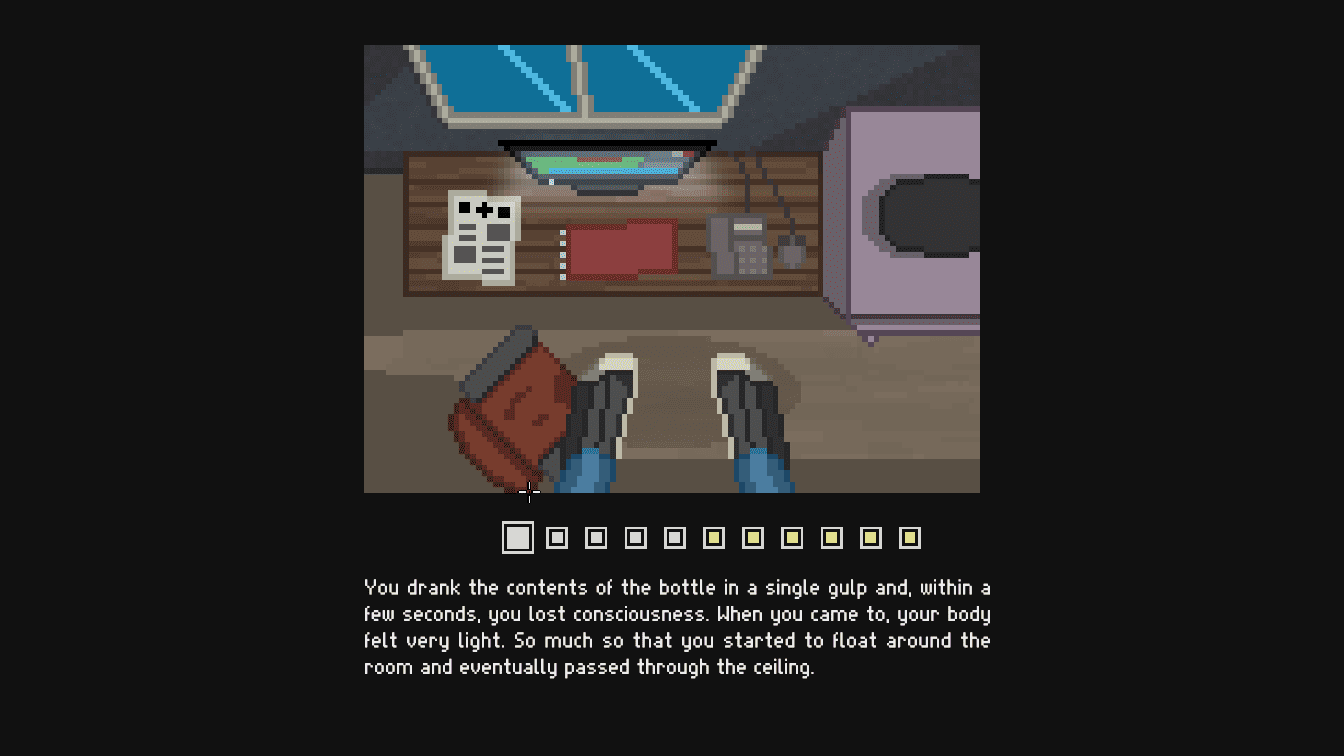 You drank the contents of the bottle in a single gulp and, within a
few seconds, you lost consciousness. When you came to, your body
felt very light. So much so that you started to float around the
room and eventually passed through the ceiling.